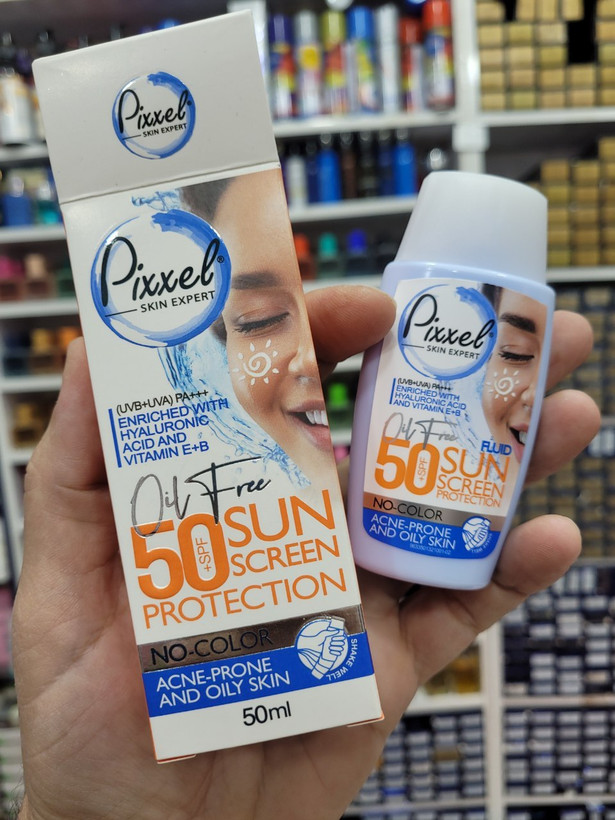 Pixxel
SKIN EXPERT
Pixxel®
SKIN EXPERT
(UVB+UVA) PA+++
ENRICHED WITH
HYALURONIC
ACID AND
VITAMIN E+B
Oil Free
50+SPF
SUN
SCREEN
PROTECTION
NO-COLOR
SHAKE WELL
ACNE-PRONE
AND OILY SKIN
50ml
Pixxel®
SKIN EXPERT
(UVB+UVA) PA+++
ENRICHED WITH
HYALURONIC ACID
AND VITAMIN E+B
Oil Free
FLUID
50+SPF
SUN
SCREEN
PROTECTION
NO-COLOR
ACNE-PRONE
AND OILY SKIN